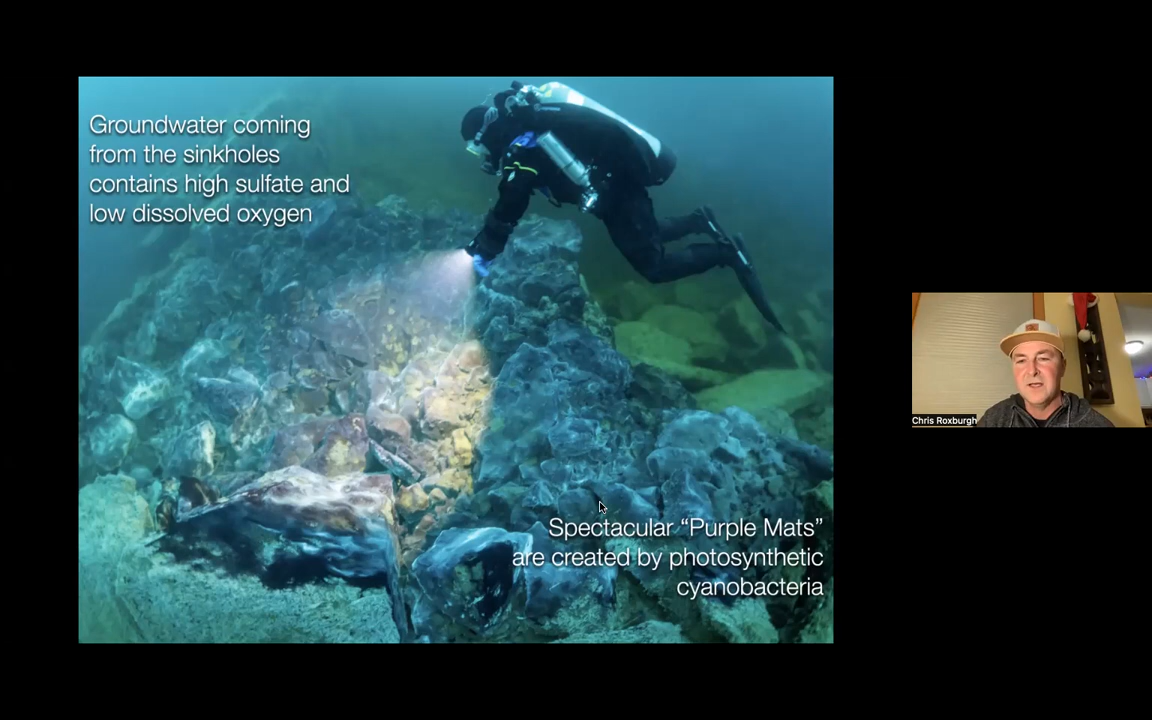 Groundwater coming
from the sinkholes
contains high sulfate and
low dissolved oxygen
Spectacular “Purple Mats”
are created by photosynthetic
cyanobacteria
Chris Roxburgh